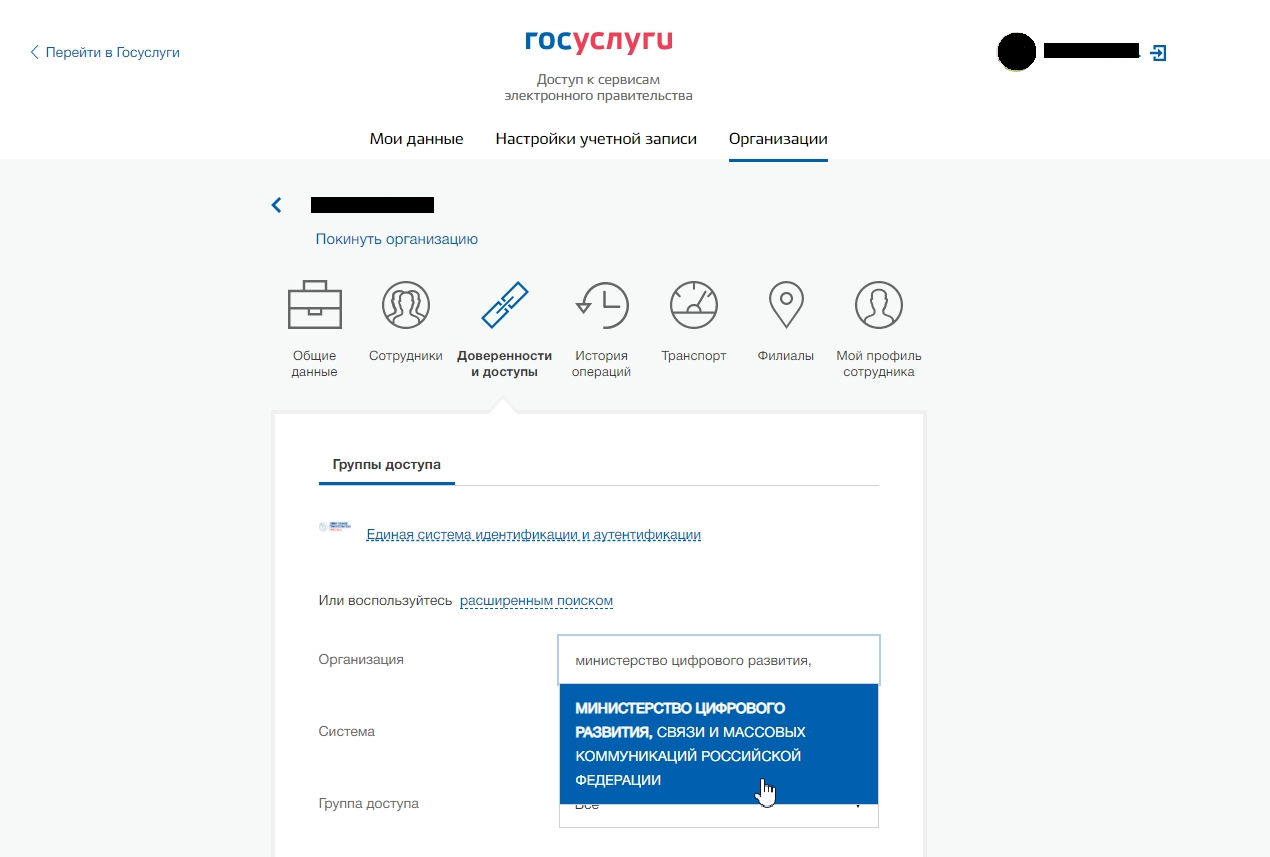 Перейти в Госуслуги
госуслуги
Доступ к сервисам
электронного правительства
Мои данные
Настройки учетной записи
Организации
Покинуть организацию
Общие
данные
Сотрудники
Доверенности
и доступы
История
операций
Транспорт
Филиалы
Мой профиль
сотрудника
Группы доступа
Единая система идентификации и аутентификации
Или воспользуйтесь расширенным поиском
Организация
министерство цифрового развития,
МИНИСТЕРСТВО ЦИФРОВОГО
РАЗВИТИЯ, СВЯЗИ И МАССОВЫХ
КОММУНИКАЦИЙ РОССИЙСКОЙ
ФЕДЕРАЦИИ
Система
Группа доступа
Все